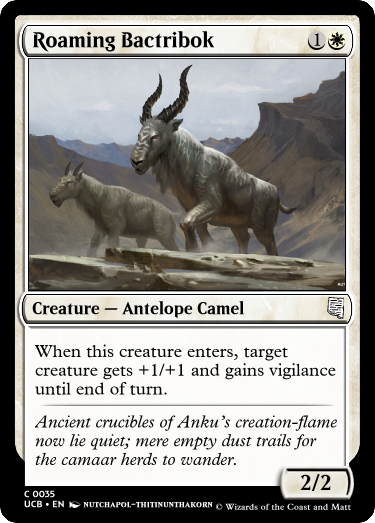 Roaming Bactribok 1
Creature — Antelope Camel
When this creature enters, target
creature gets +1/+1 and gains vigilance
until end of turn.
Ancient crucibles of Anku's creation-flame
now lie quiet; mere empty dust trails for
the camaar herds to wander.
2/2
C 0035
UCB • EN NUTCHAPOL-THITINUNTHAKORN © Wizards of the Coast and Matt